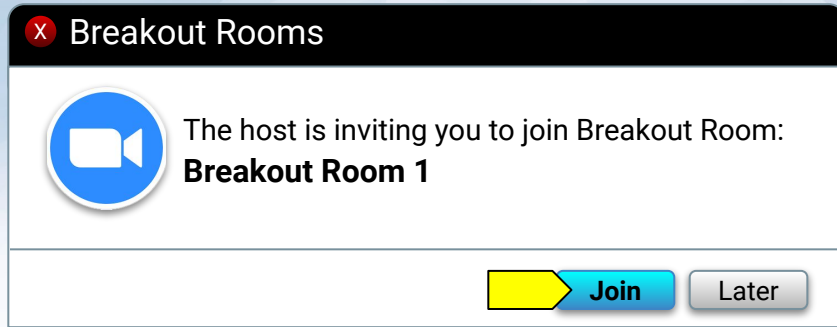 X Breakout Rooms
The host is inviting you to join Breakout Room:
Breakout Room 1
Join Later